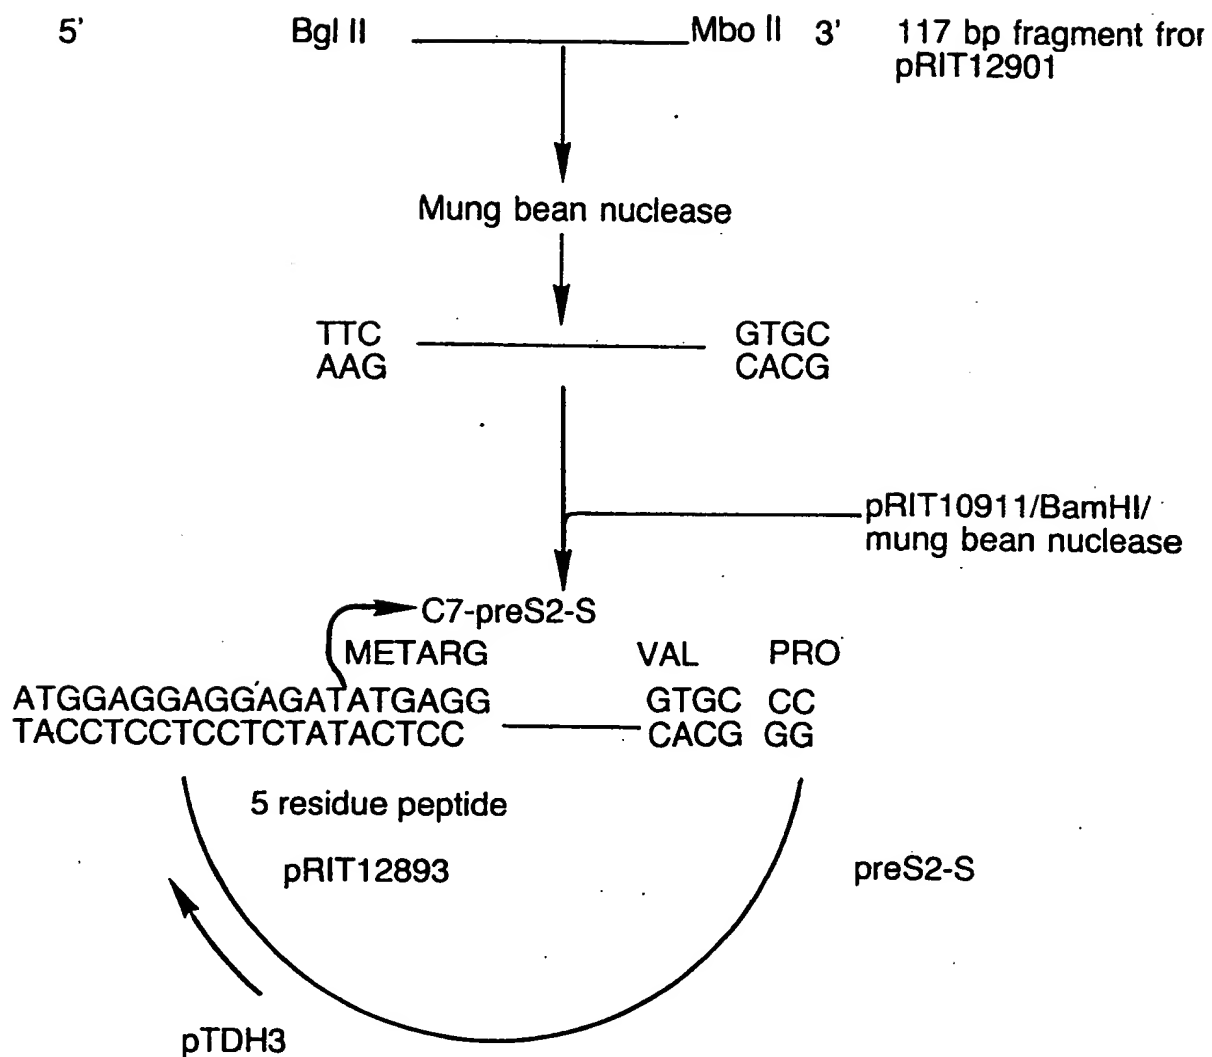 5' Bgl II Mbo II 3' 117 bp fragment fror
pRIT12901
Mung bean nuclease
TTC GTGC
AAG CACG
pRIT10911/BamHI/
mung bean nuclease
C7-preS2-S
METARG VAL PRO
ATGGAGGAGGAGATATGAGG GTGC CC
TACCTCCTCCTCTATACTCC CACG GG
5 residue peptide
pRIT12893 preS2-S
pTDH3